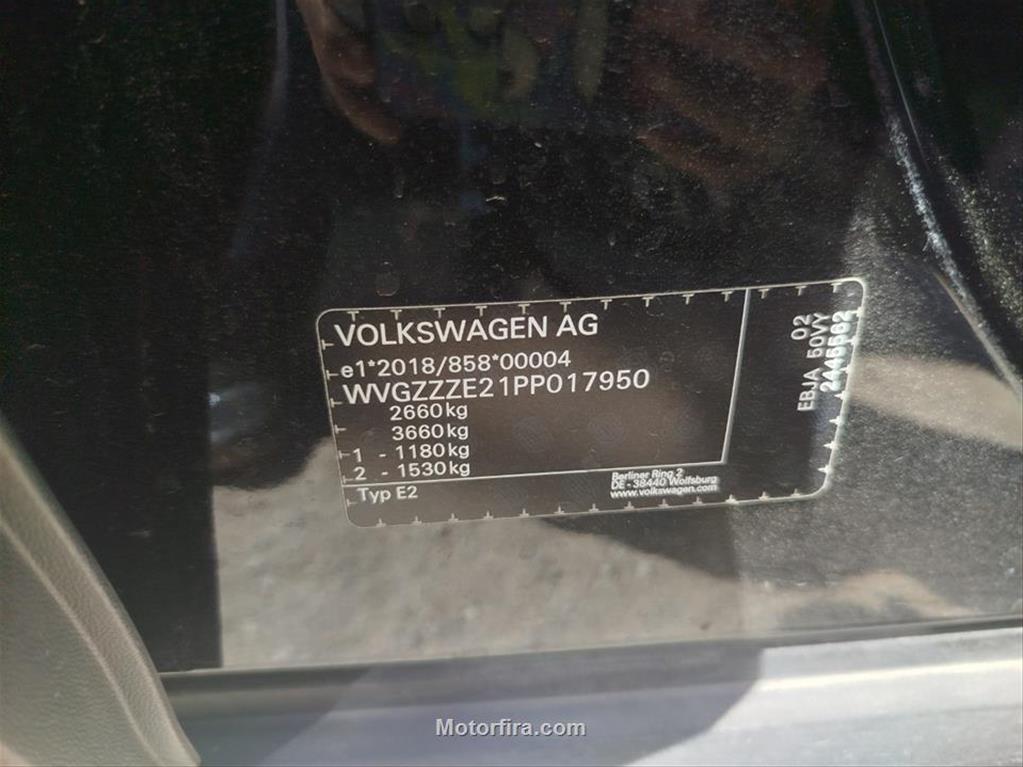 VOLKSWAGEN AG
e1*2018/858*00004
WVGZZZE21PP017950
2660kg
3660kg
1 - 1180kg
2 - 1530kg
Typ E2
Berliner Ring 2
DE - 38440 Wolfsburg
www.volkswagen.com
02
EBJA 50VY
Motorfira.com